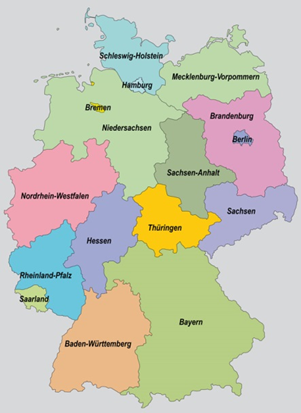 Schleswig-Holstein
Mecklenburg-Vorpommern
Hamburg
Bremen
Brandenburg
Niedersachsen
Berlin
Sachsen-Anhalt
Nordrhein-Westfalen
Sachsen
Thüringen
Hessen
Rheinland-Pfalz
Saarland
Bayern
Baden-Württemberg